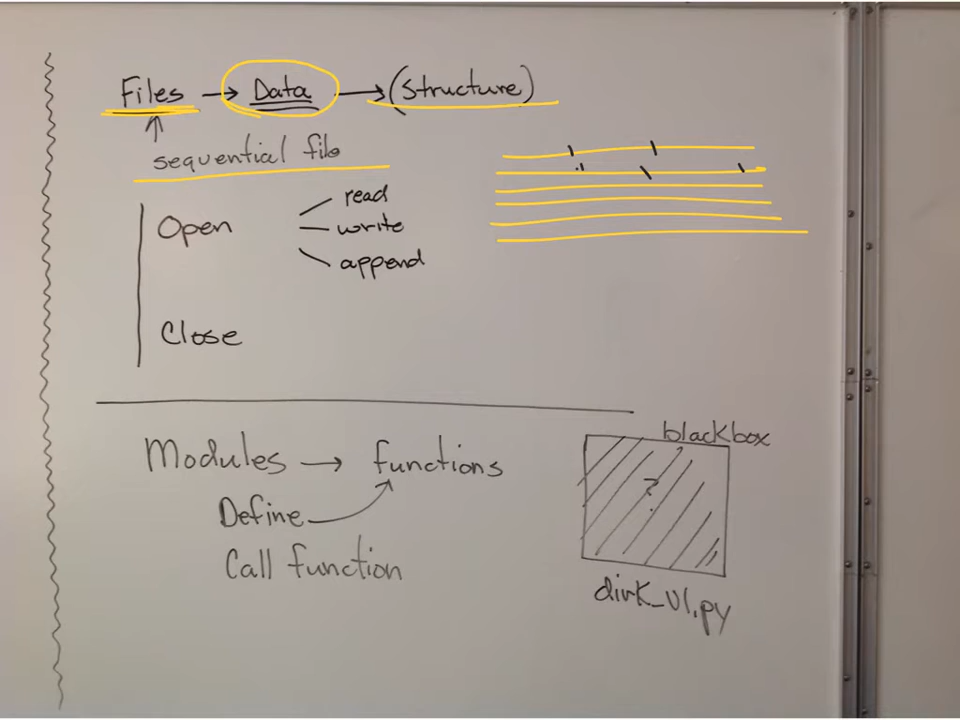 Files → Data → (Structure)
sequential file
Open
read
write
append
Close
Modules → functions
Define
Call function
blackbox
?
dirk_v1.py